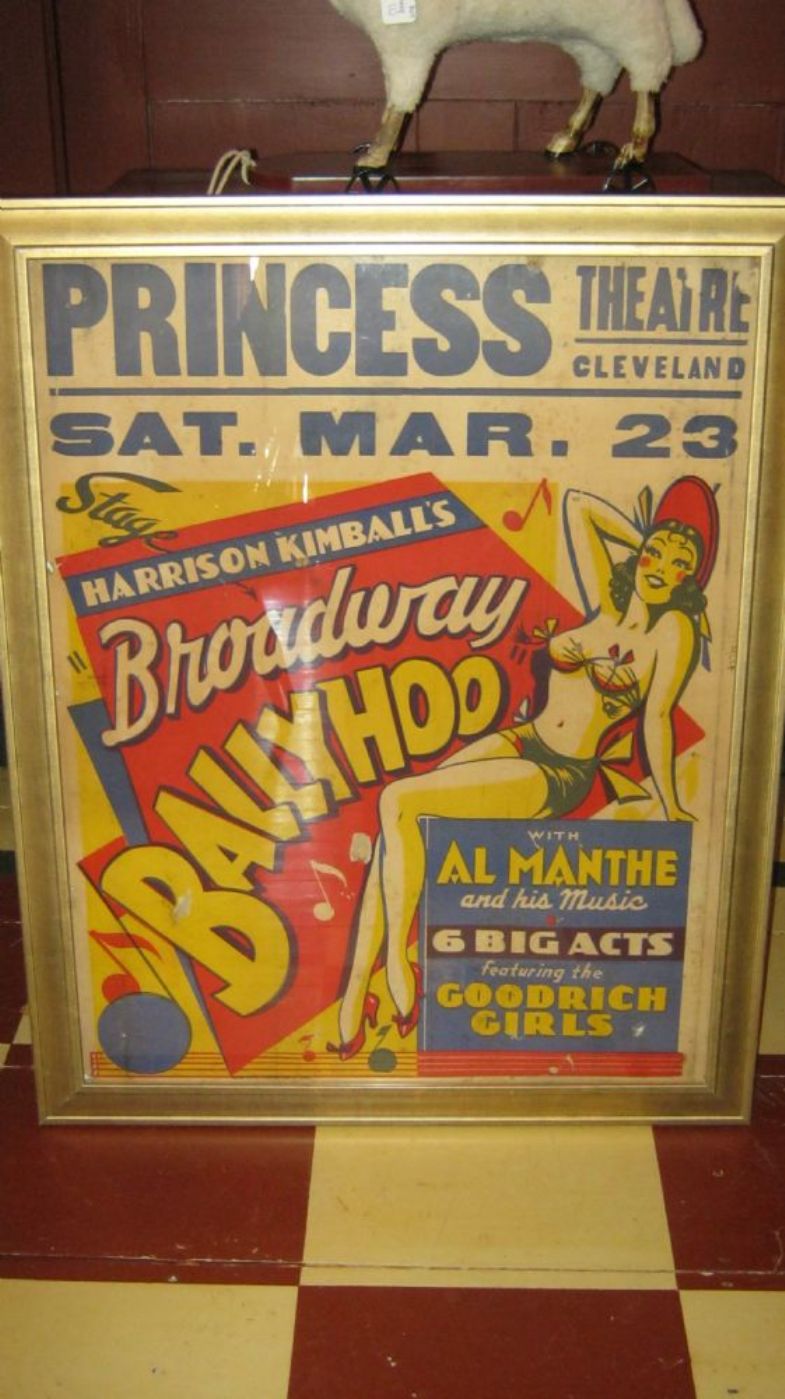 PRINCESS
THEATRE
CLEVELAND
SAT. MAR. 23
Stage
HARRISON KIMBALL'S
Broadway
BALLYHOO
WITH
AL MANTHE
and his Music
6 BIG ACTS
featuring the
GOODRICH
GIRLS